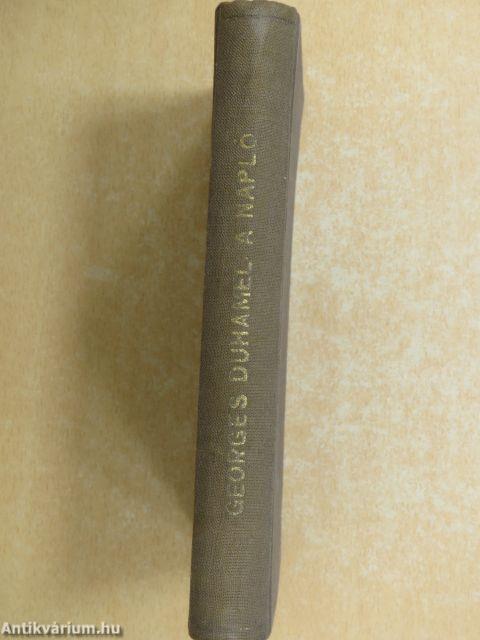 GEORGES DUHAMEL: A NAPLÓ
Antikvárium.hu